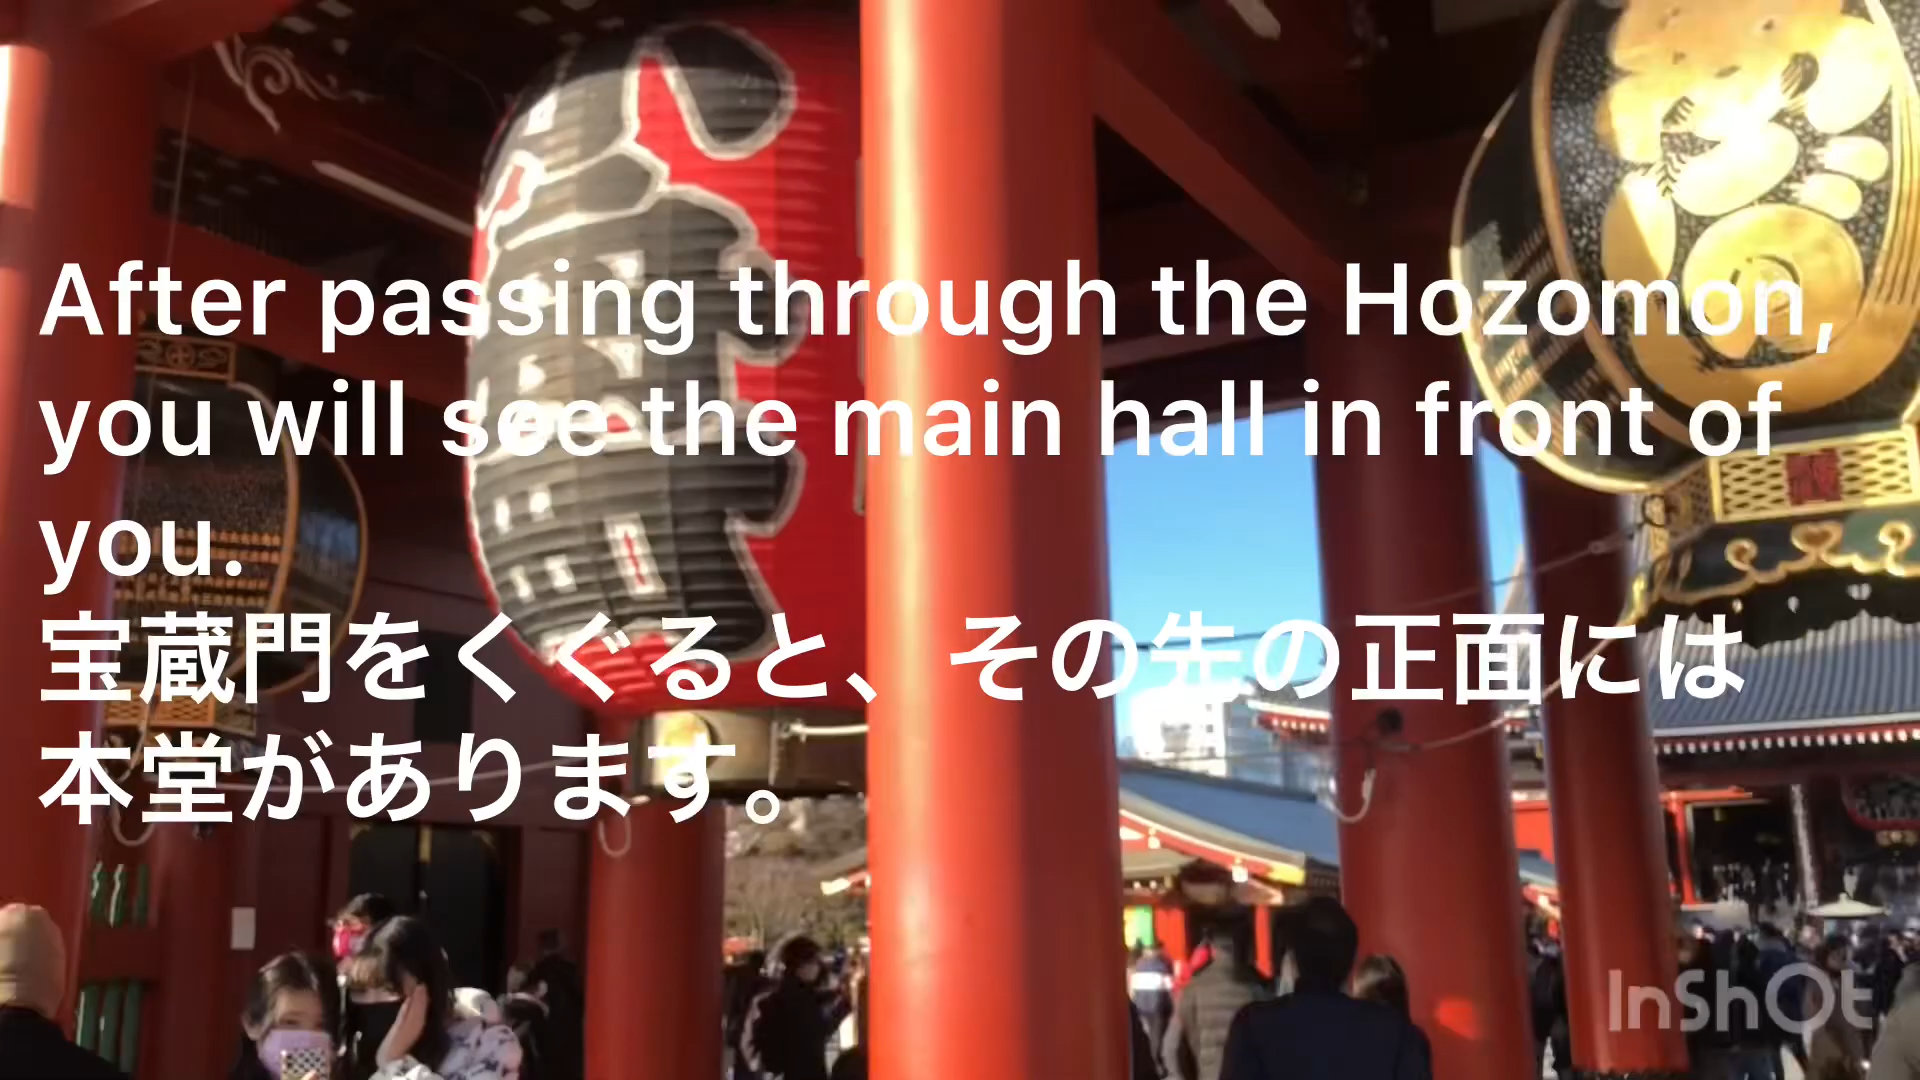 After passing through the Hozomon,
you will see the main hall in front of
you.
宝蔵門をくぐると、その先の正面には
本堂があります。
InShOt